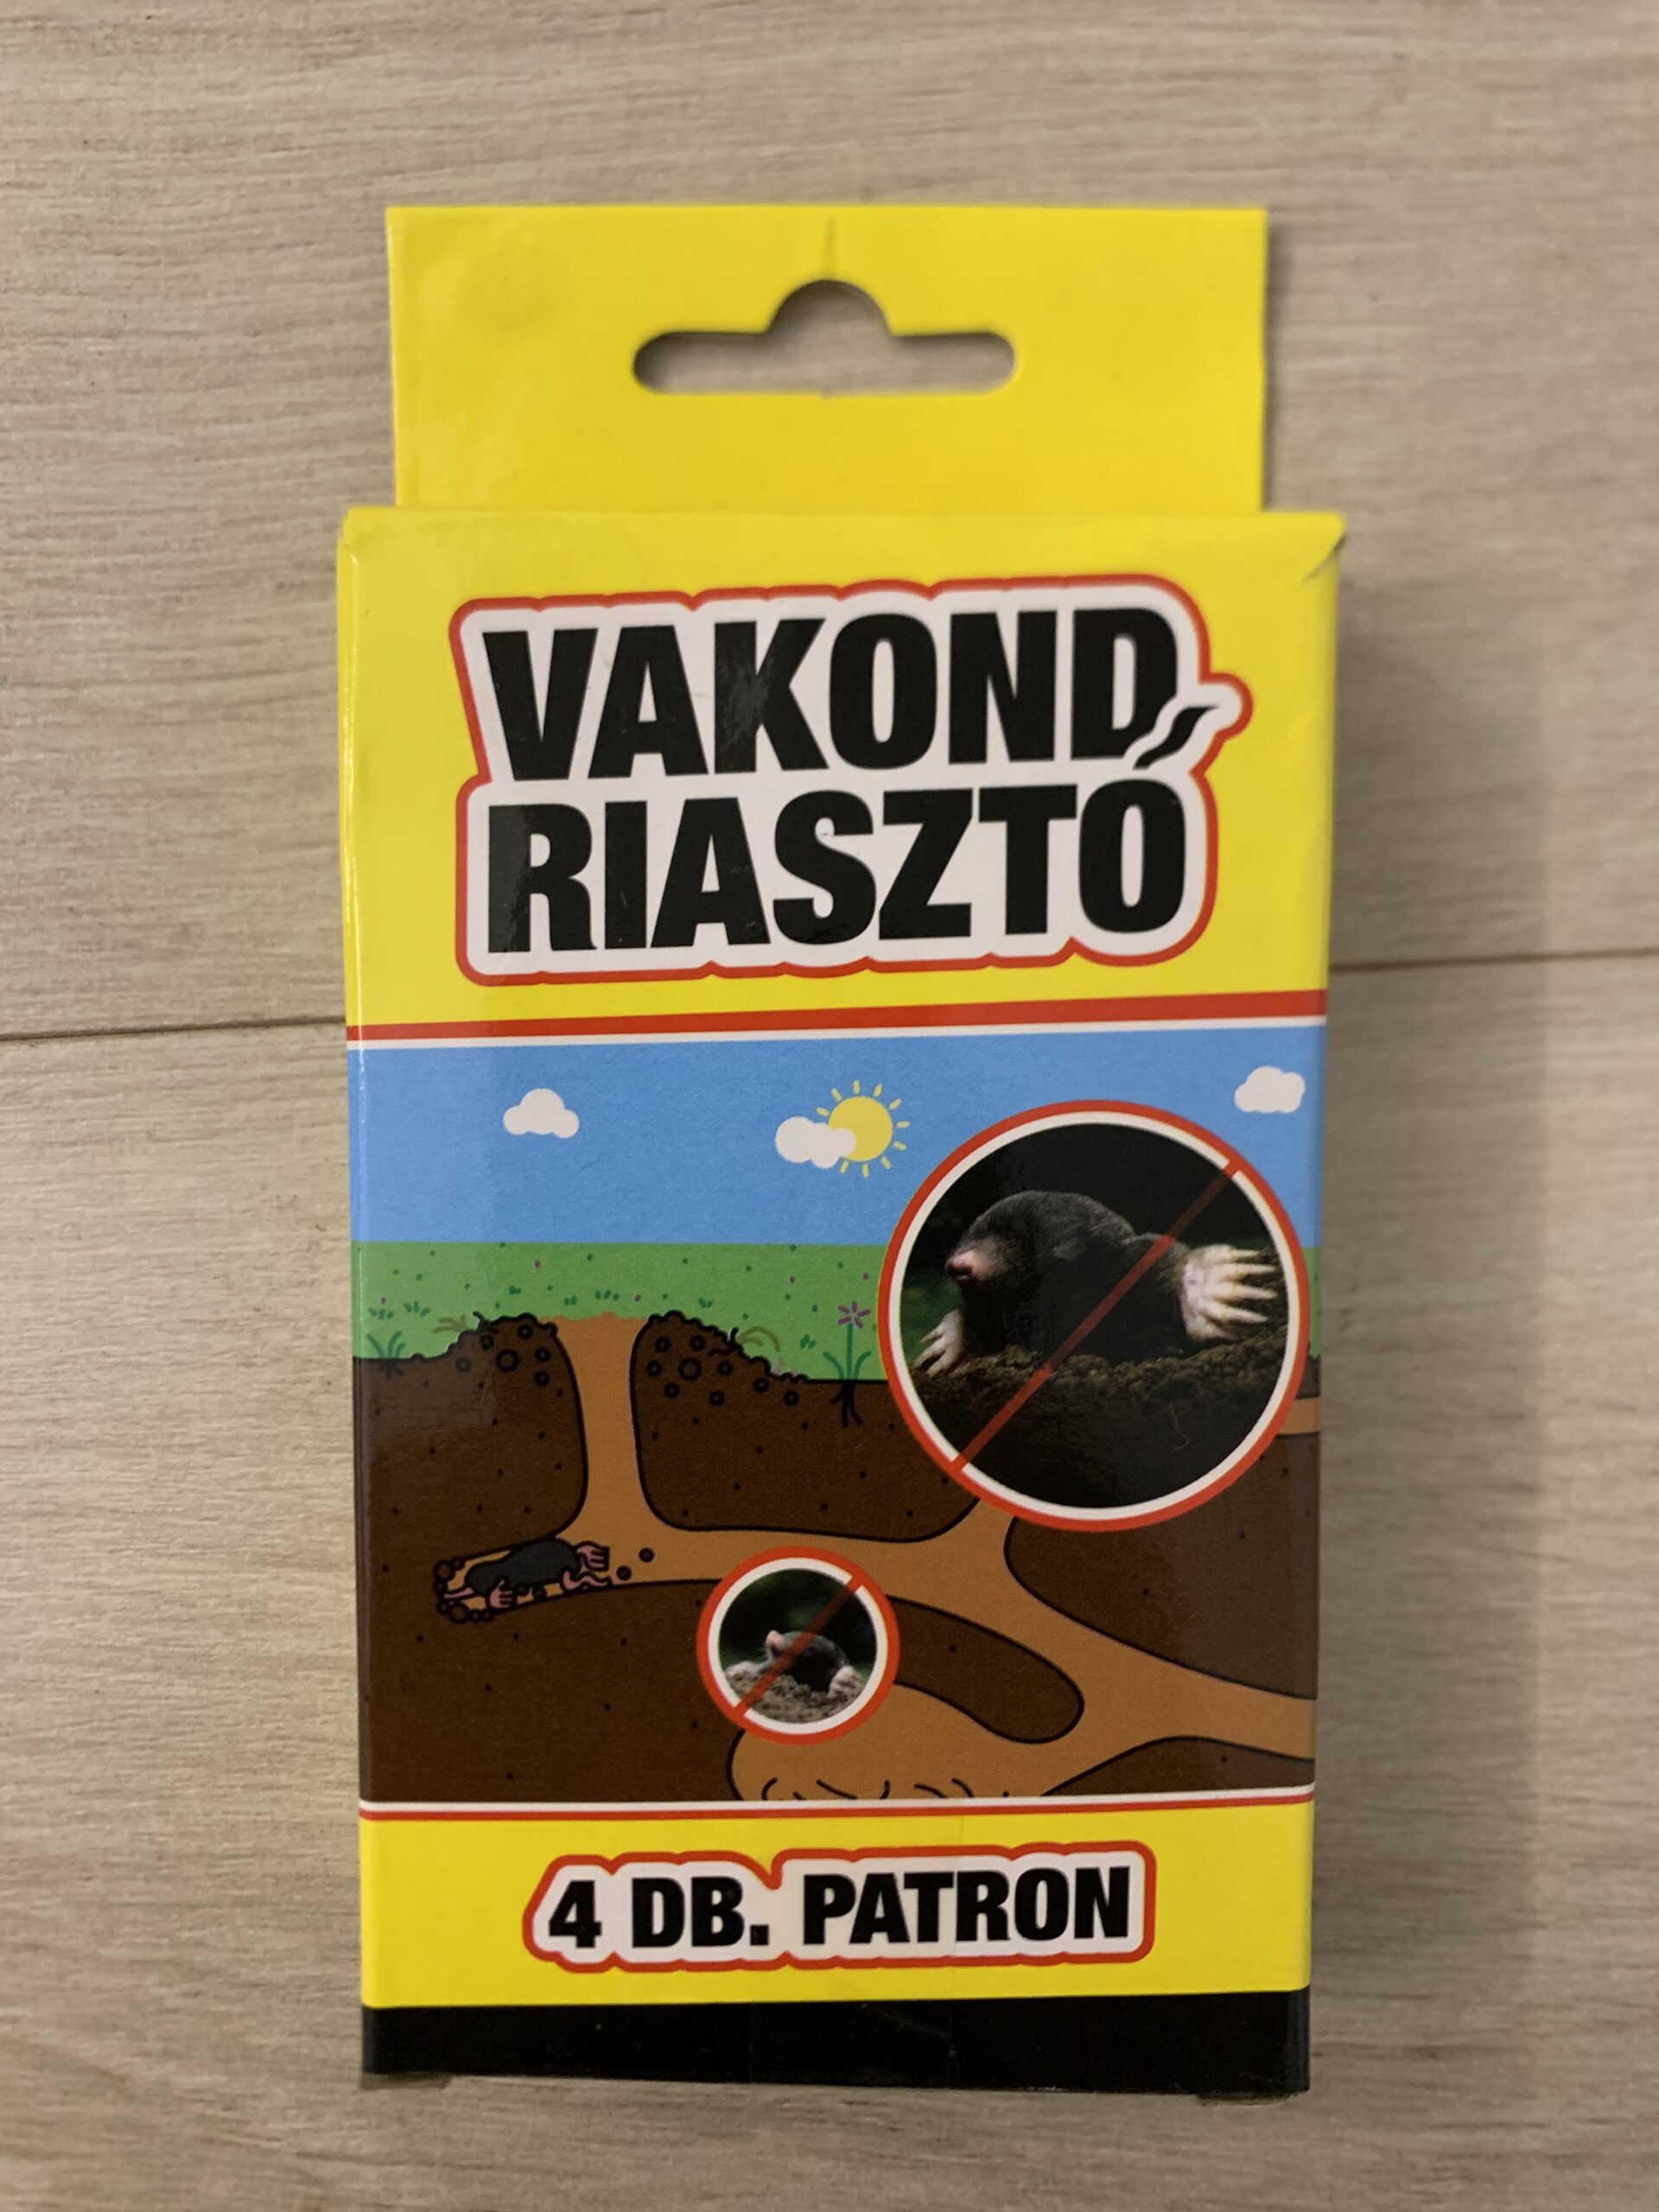 VAKOND
RIASZTÓ
4 DB. PATRON